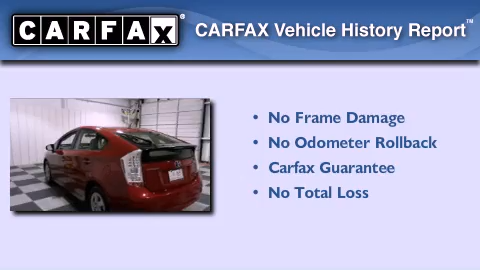 CARFAX® CARFAX Vehicle History Report™
• No Frame Damage
• No Odometer Rollback
• Carfax Guarantee
• No Total Loss